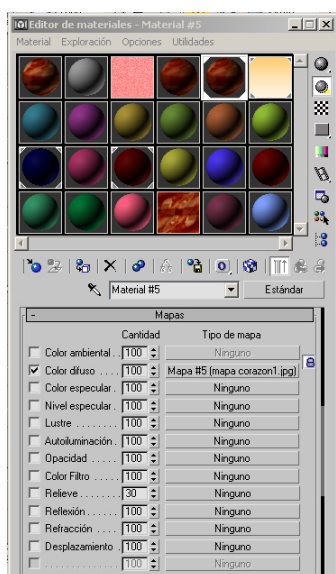 Editor de materiales - Material #5
Material Exploración Opciones Utilidades
Material #5 Estándar
- Mapas
Cantidad Tipo de mapa
Color ambiental . . 100 Ninguno
Color difuso . . . . . 100 Mapa #5 (mapa corazon1.jpg)
Color especular . 100 Ninguno
Nivel especular . 100 Ninguno
Lustre . . . . . . . . 100 Ninguno
Autoiluminación . 100 Ninguno
Opacidad . . . . . 100 Ninguno
Color Filtro . . . . 100 Ninguno
Relieve . . . . . . . 30 Ninguno
Reflexión . . . . . . 100 Ninguno
Refracción . . . . 100 Ninguno
Desplazamiento . 100 Ninguno
. . . . . . . . . . . . . . 100 Ninguno